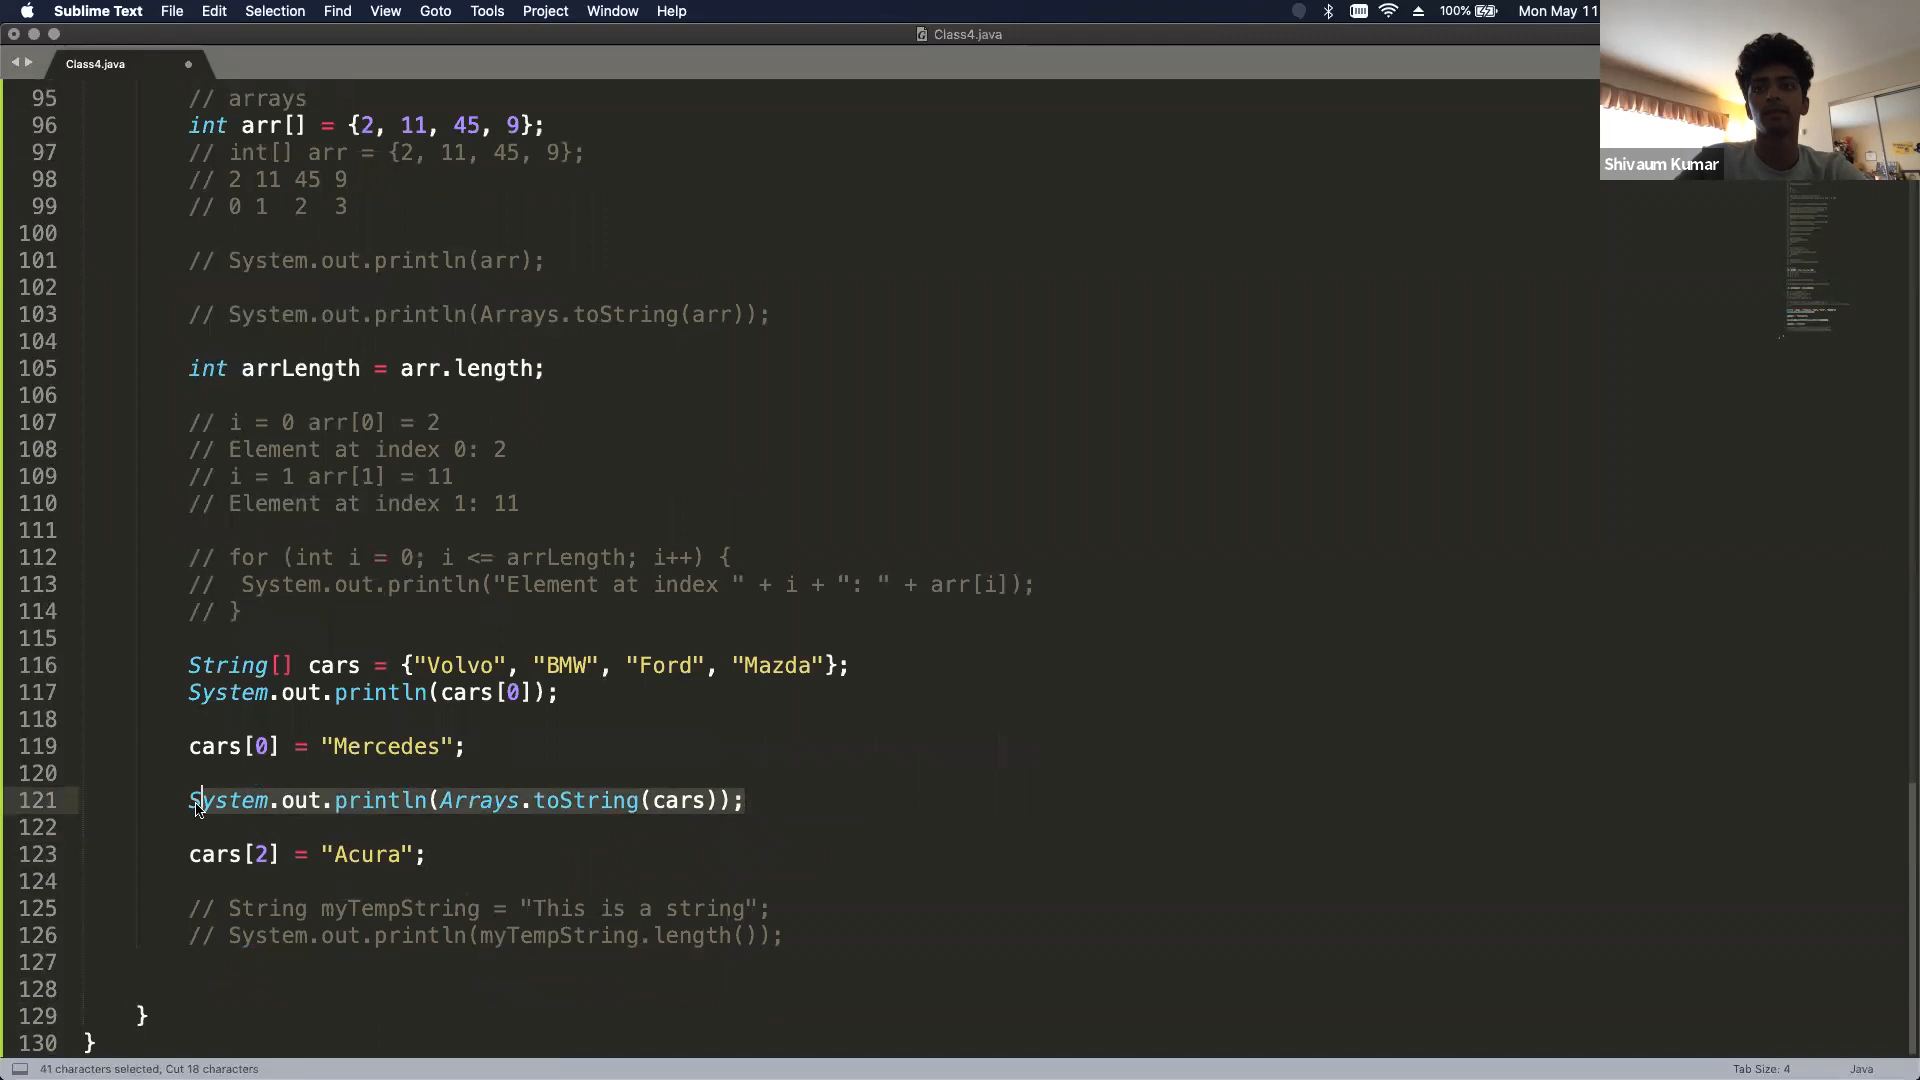 Sublime Text File Edit Selection Find View Goto Tools Project Window Help 100% Mon May 11
Class4.java
Class4.java
Shivaum Kumar
95 // arrays
96 int arr[] = {2, 11, 45, 9};
97 // int[] arr = {2, 11, 45, 9};
98 // 2 11 45 9
99 // 0 1 2 3
100
101 // System.out.println(arr);
102
103 // System.out.println(Arrays.toString(arr));
104
105 int arrLength = arr.length;
106
107 // i = 0 arr[0] = 2
108 // Element at index 0: 2
109 // i = 1 arr[1] = 11
110 // Element at index 1: 11
111
112 // for (int i = 0; i <= arrLength; i++) {
113 // System.out.println("Element at index " + i + ": " + arr[i]);
114 // }
115
116 String[] cars = {"Volvo", "BMW", "Ford", "Mazda"};
117 System.out.println(cars[0]);
118
119 cars[0] = "Mercedes";
120
121 System.out.println(Arrays.toString(cars));
122
123 cars[2] = "Acura";
124
125 // String myTempString = "This is a string";
126 // System.out.println(myTempString.length());
127
128
129 }
130 }
41 characters selected, Cut 18 characters Tab Size: 4 Java